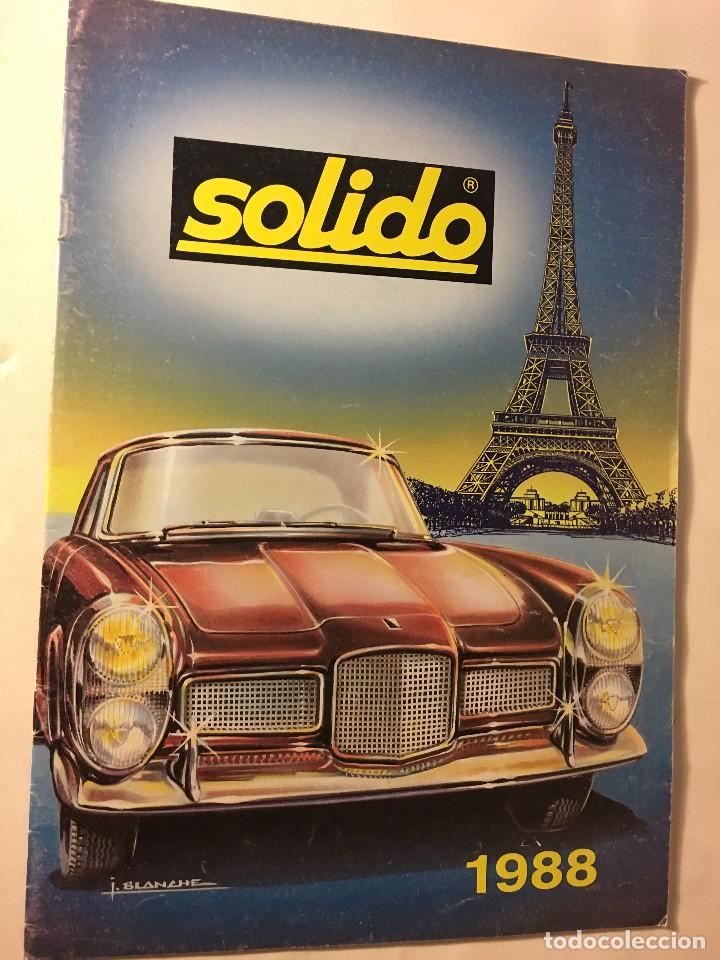 solido
®
1988
J. BLANCHE
todocoleccion